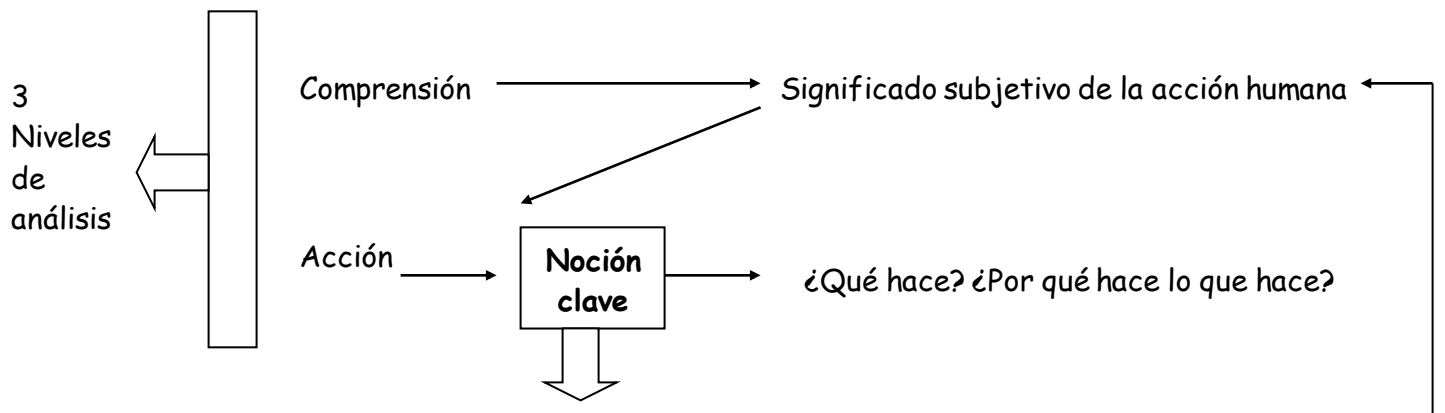 3
Niveles
de
análisis
Comprensión
Significado subjetivo de la acción humana
Acción
Noción
clave
¿Qué hace? ¿Por qué hace lo que hace?